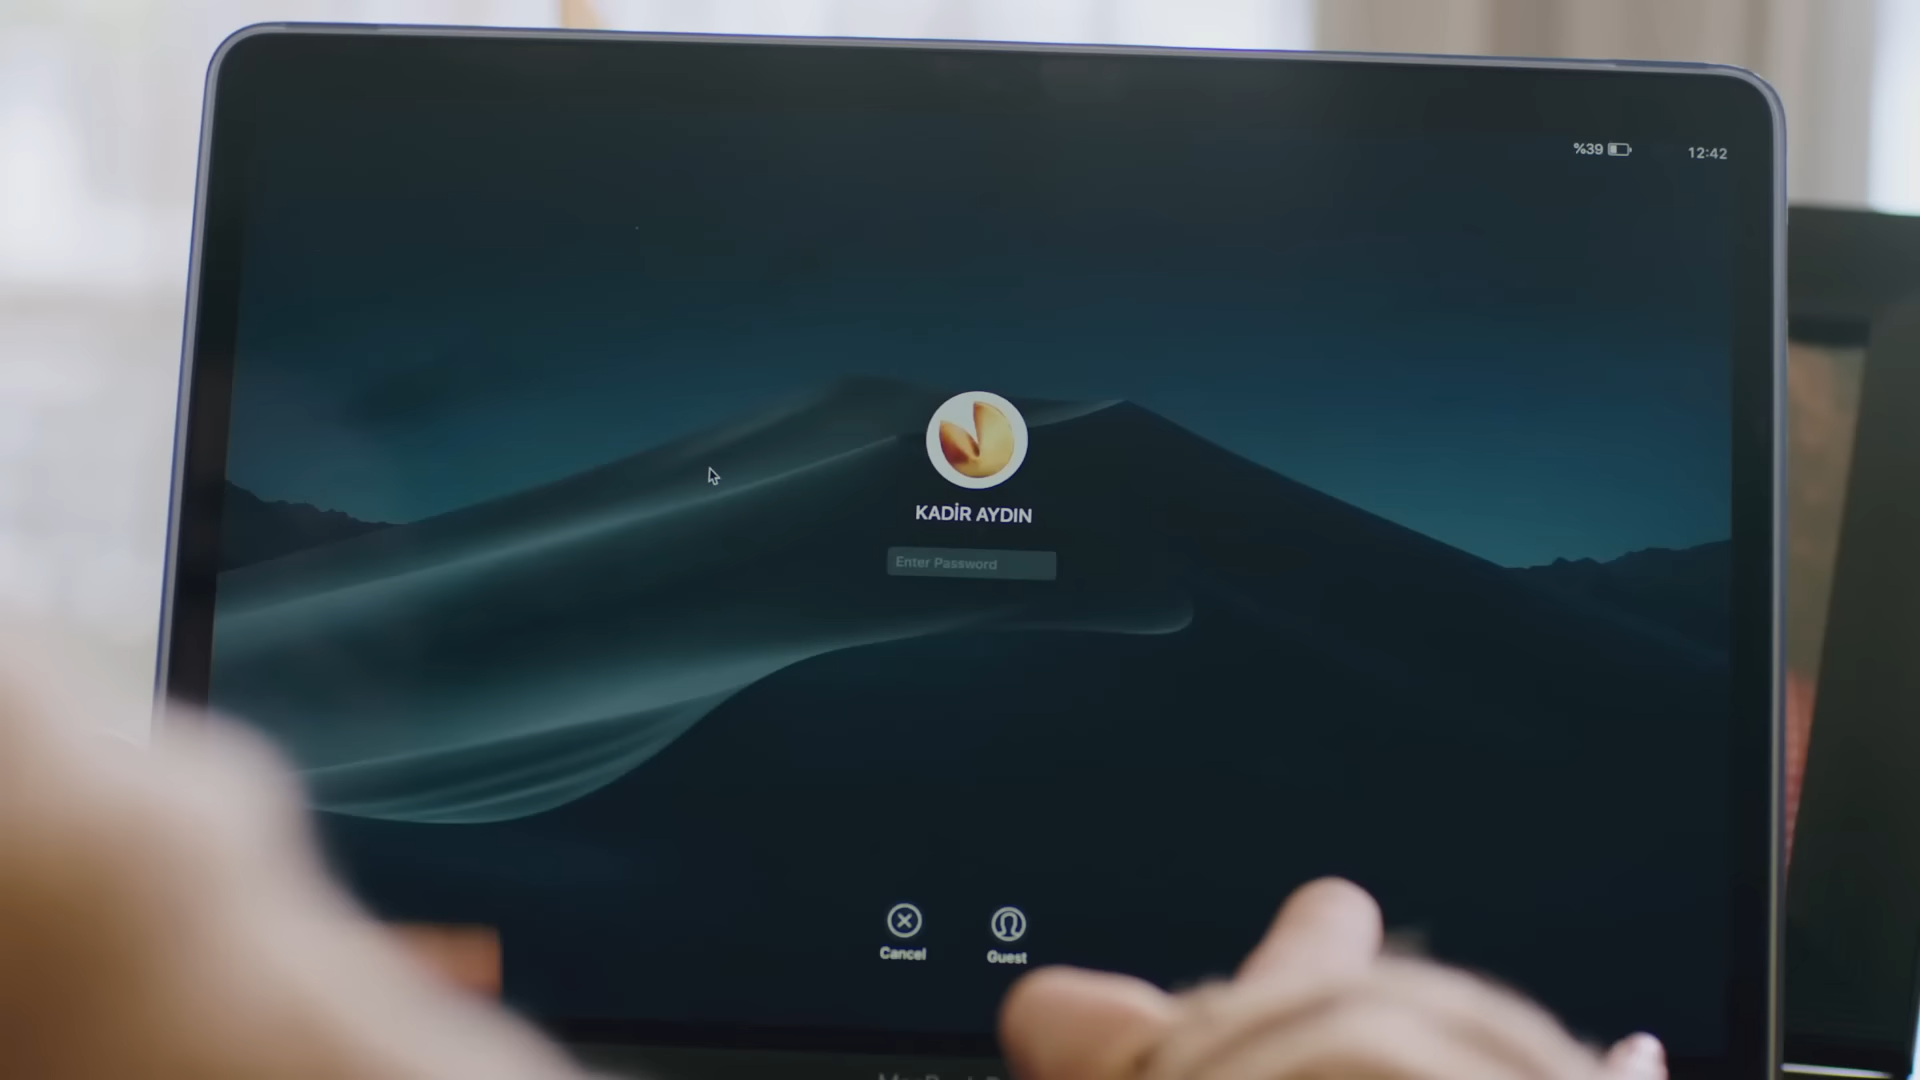 %39
12:42
KADİR AYDIN
Enter Password
Cancel
Guest